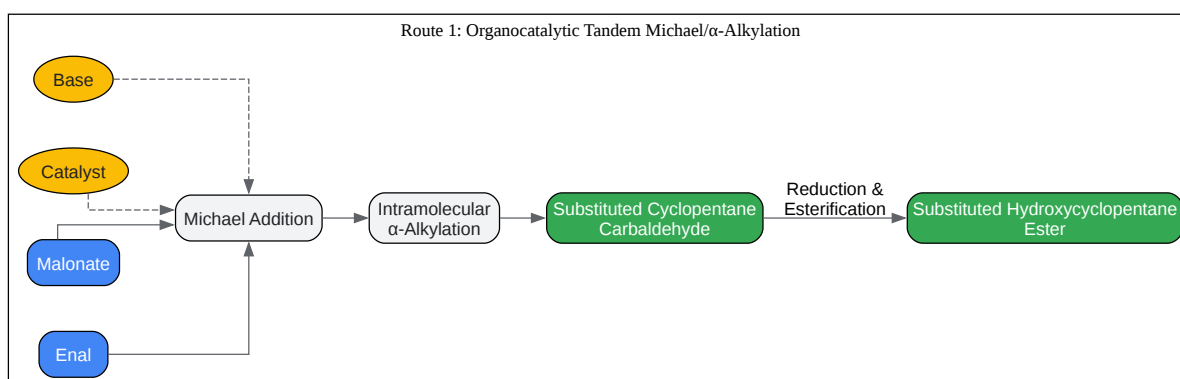 Route 1: Organocatalytic Tandem Michael/α-Alkylation
Base
Catalyst
Malonate
Enal
Michael Addition
Intramolecular
α-Alkylation
Substituted Cyclopentane
Carbaldehyde
Reduction &
Esterification
Substituted Hydroxycyclopentane
Ester